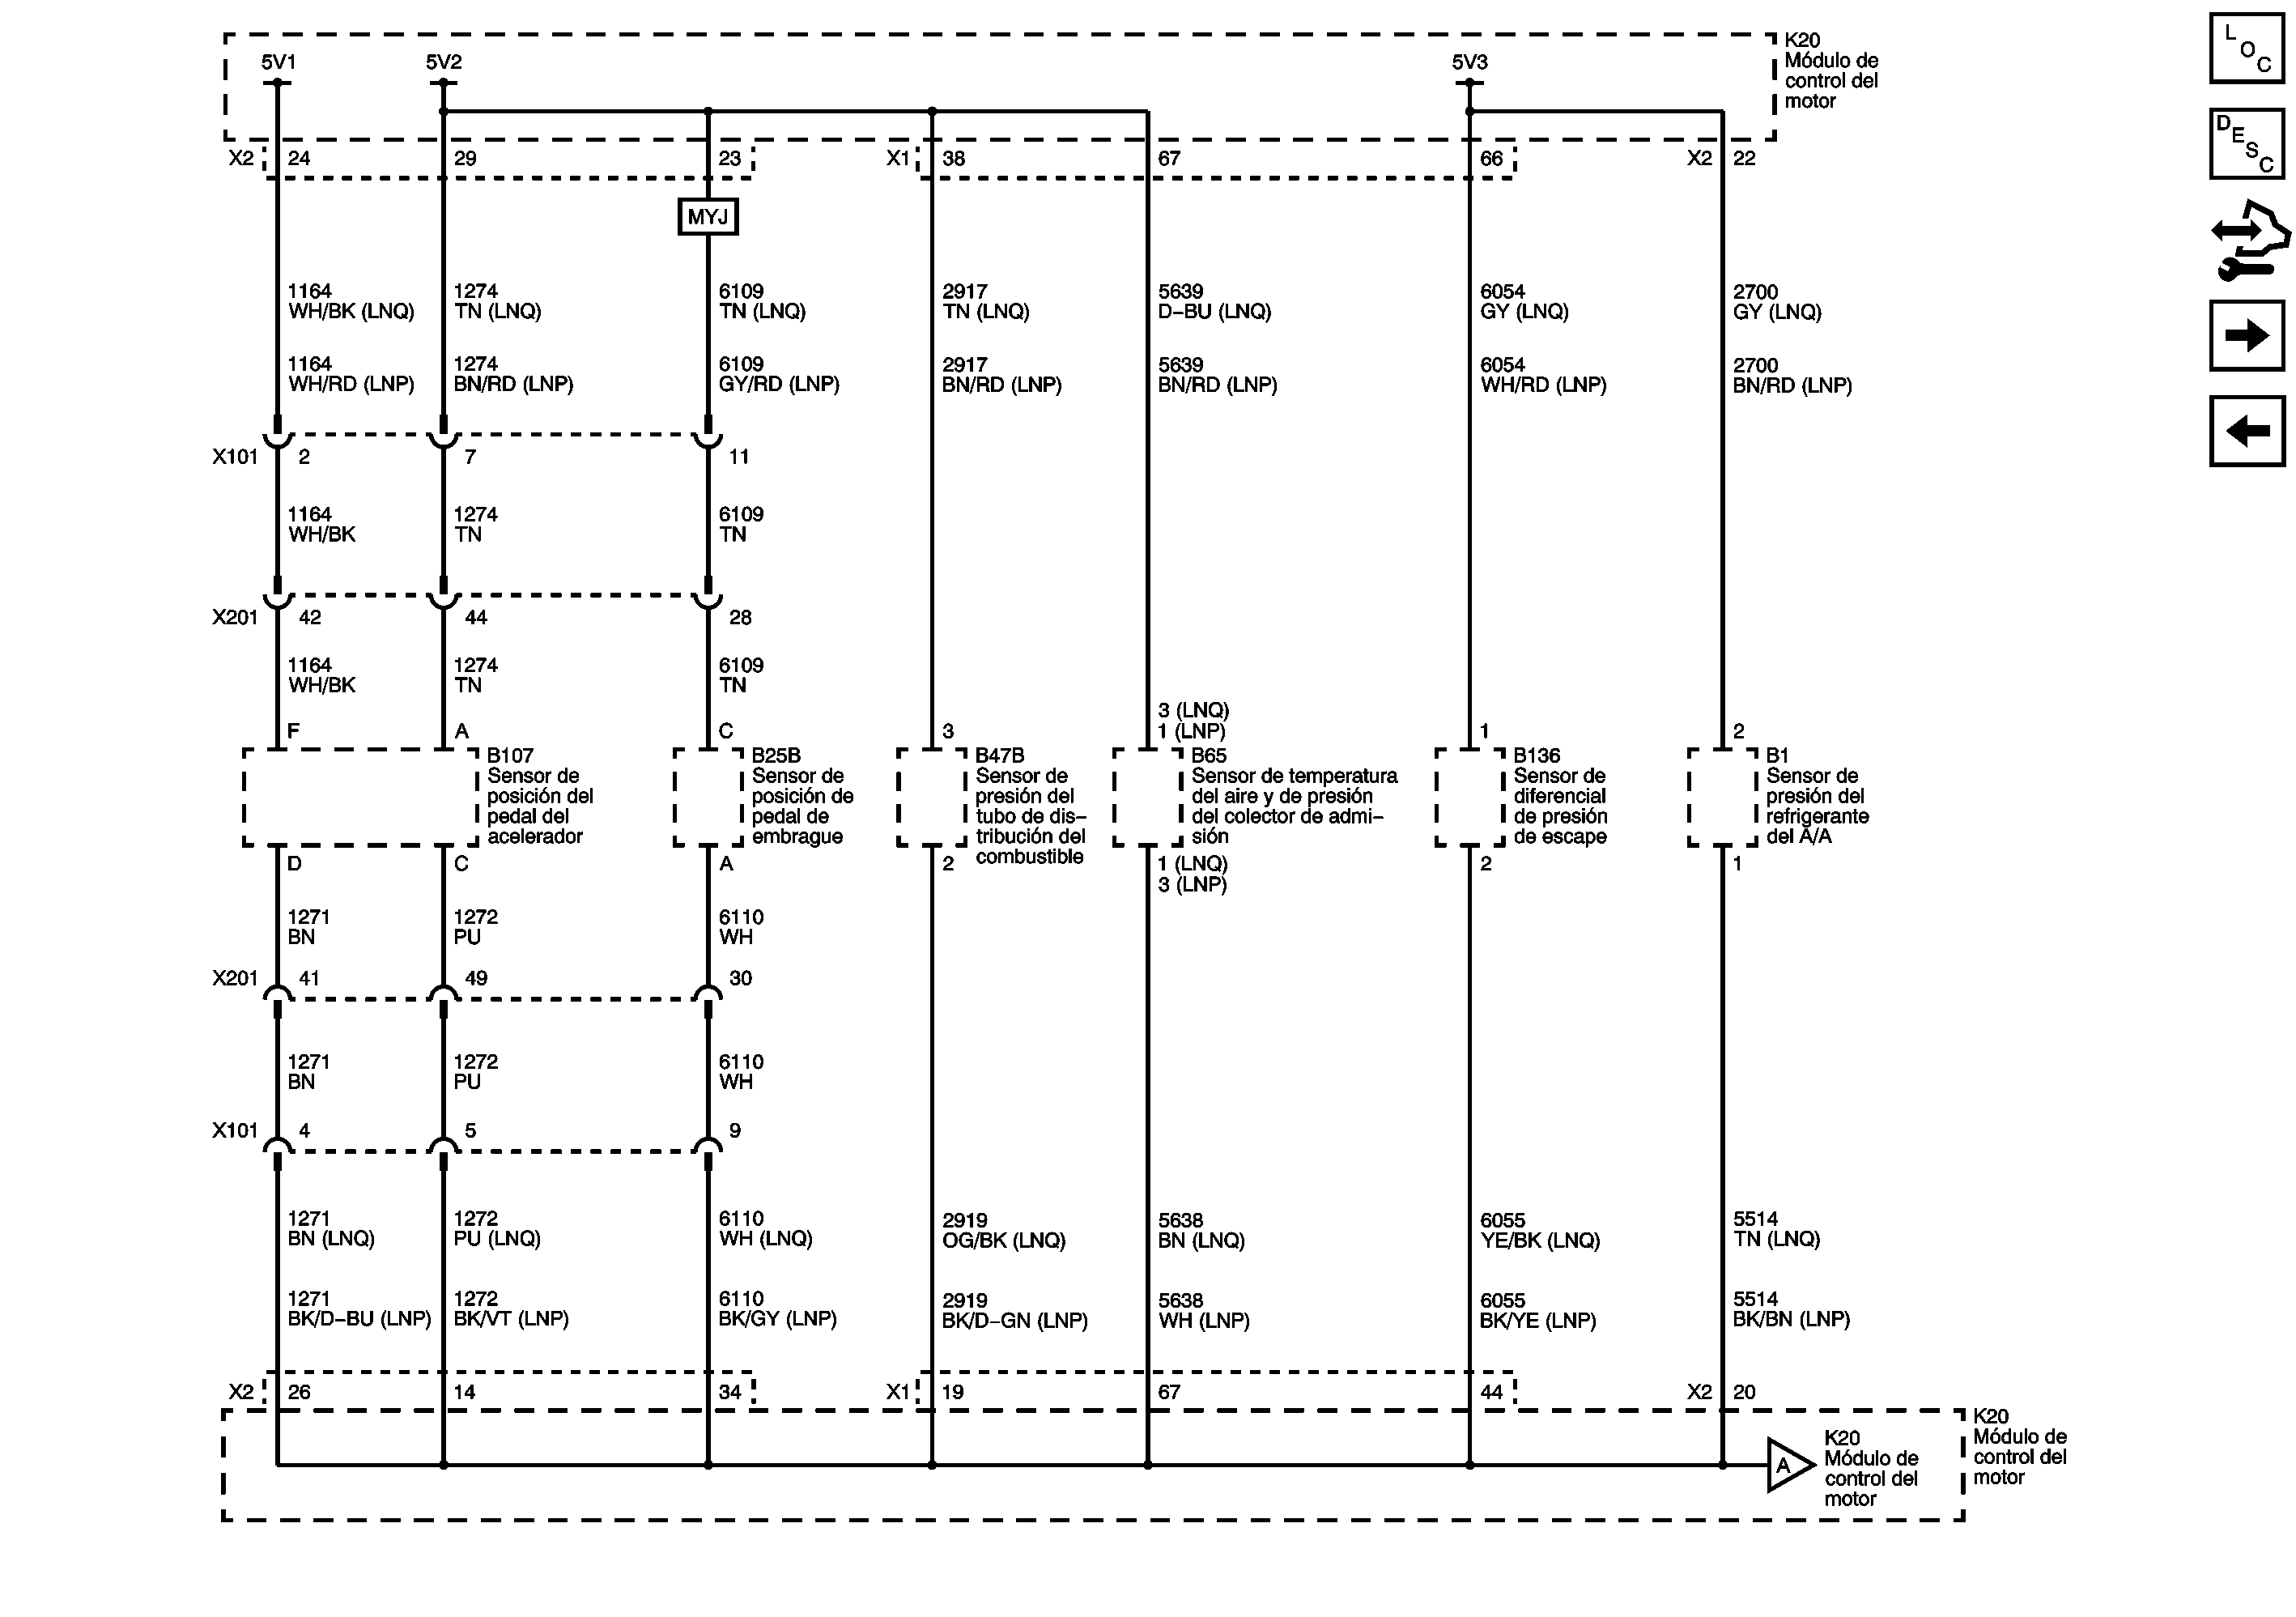 5V1
5V2
5V3
K20
Módulo de
control del
motor
L
O
C
D
E
S
C
X2 24 29 23 X1 38 67 66 X2 22
MYJ
1164
WH/BK (LNQ)
1274
TN (LNQ)
6109
TN (LNQ)
2917
TN (LNQ)
5639
D–BU (LNQ)
6054
GY (LNQ)
2700
GY (LNQ)
1164
WH/RD (LNP)
1274
BN/RD (LNP)
6109
GY/RD (LNP)
2917
BN/RD (LNP)
5639
BN/RD (LNP)
6054
WH/RD (LNP)
2700
BN/RD (LNP)
X101 2 7 11
1164
WH/BK
1274
TN
6109
TN
X201 42 44 28
1164
WH/BK
1274
TN
6109
TN
3 (LNQ)
F A C 3 1 (LNP) 1 2
B107
Sensor de
posición del
pedal del
acelerador
B25B
Sensor de
posición de
pedal de
embrague
B47B
Sensor de
presión del
tubo de dis–
tribución del
combustible
B65
Sensor de temperatura
del aire y de presión
del colector de admi–
sión
B136
Sensor de
diferencial
de presión
de escape
B1
Sensor de
presión del
refrigerante
del A/A
D C A 2 1 (LNQ) 2 1
3 (LNP)
1271
BN
1272
PU
6110
WH
X201 41 49 30
1271
BN
1272
PU
6110
WH
X101 4 5 9
1271
BN (LNQ)
1272
PU (LNQ)
6110
WH (LNQ)
2919
OG/BK (LNQ)
5638
BN (LNQ)
6055
YE/BK (LNQ)
5514
TN (LNQ)
1271
BK/D–BU (LNP)
1272
BK/VT (LNP)
6110
BK/GY (LNP)
2919
BK/D–GN (LNP)
5638
WH (LNP)
6055
BK/YE (LNP)
5514
BK/BN (LNP)
X2 26 14 34 X1 19 67 44 X2 20
K20
Módulo de
control del
motor
A
K20
Módulo de
control del
motor